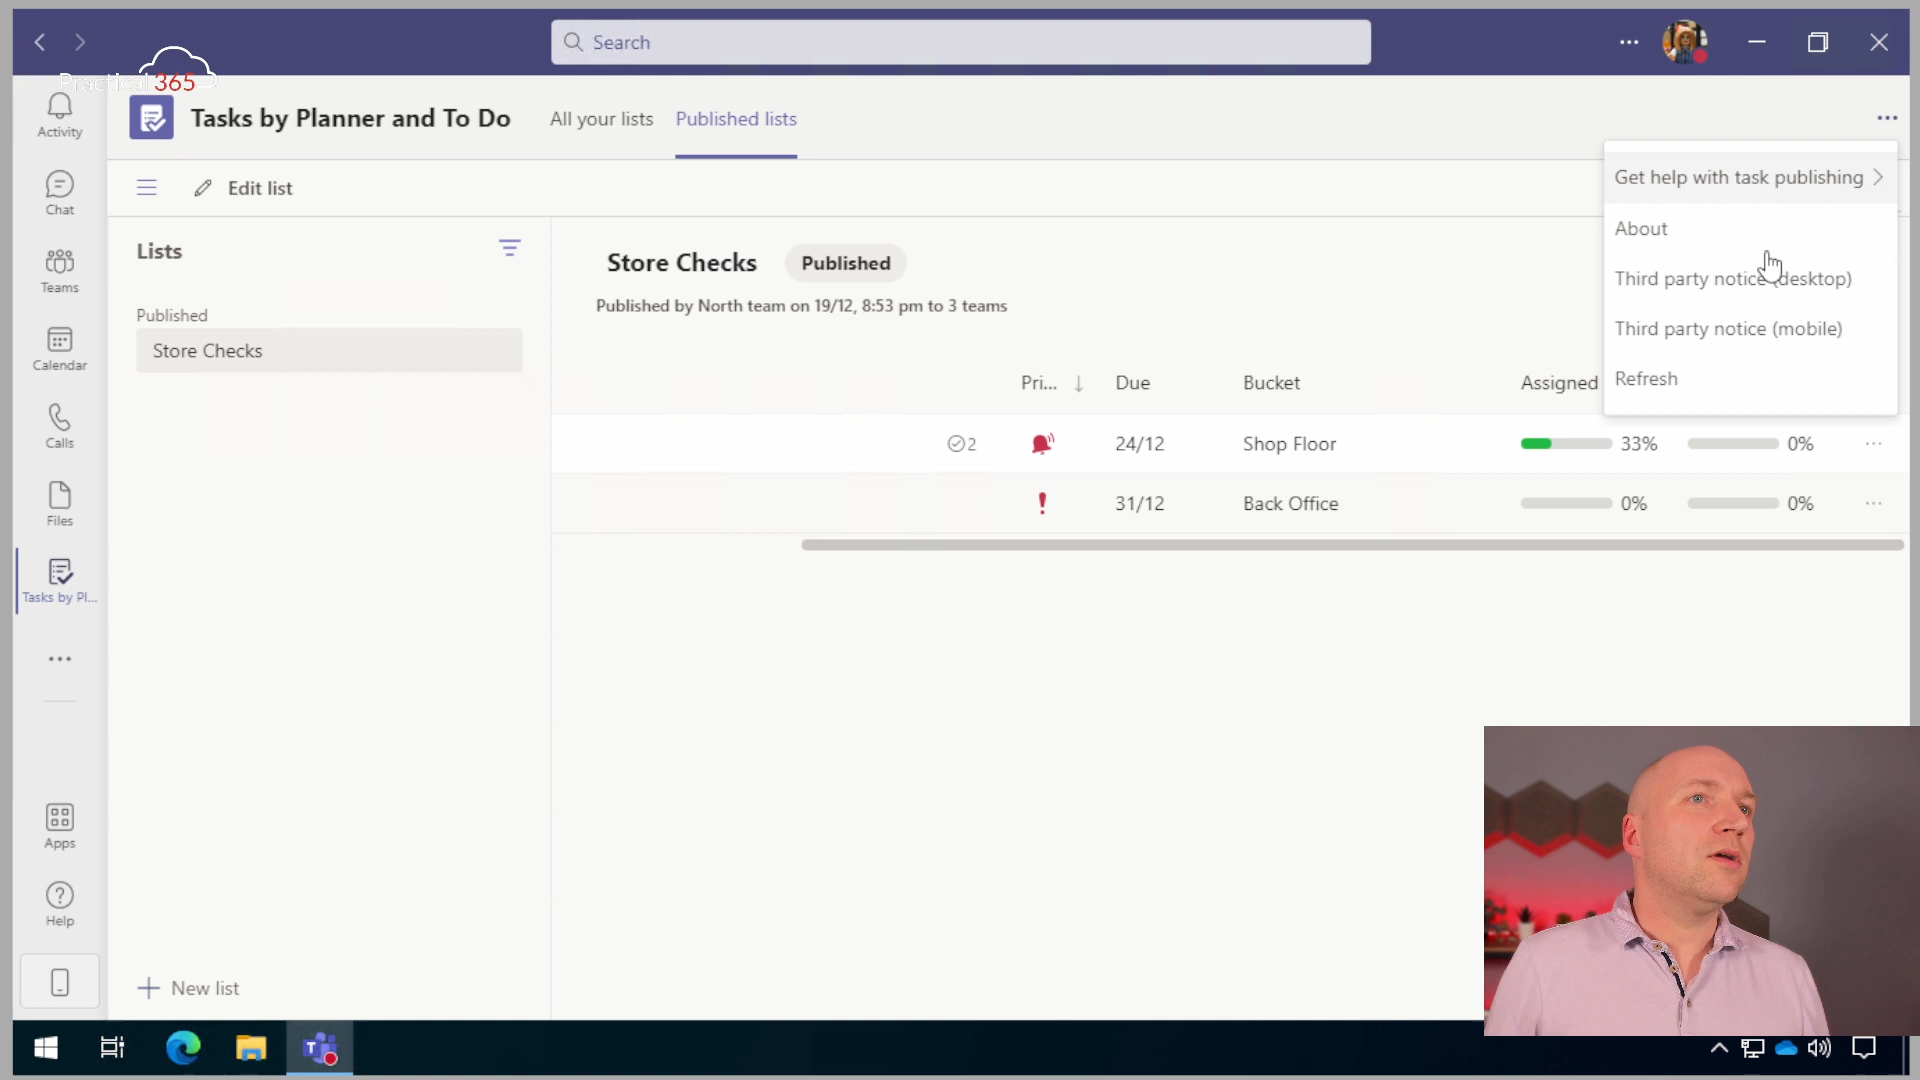 Search
Practical 365
Tasks by Planner and To Do
All your lists
Published lists
Edit list
Get help with task publishing
About
Third party notice (desktop)
Third party notice (mobile)
Refresh
Activity
Chat
Teams
Calendar
Calls
Files
Tasks by Pl...
Apps
Help
Lists
Published
Store Checks
New list
Store Checks
Published
Published by North team on 19/12, 8:53 pm to 3 teams
Pri... Due Bucket Assigned
2 24/12 Shop Floor 33% 0%
31/12 Back Office 0% 0%